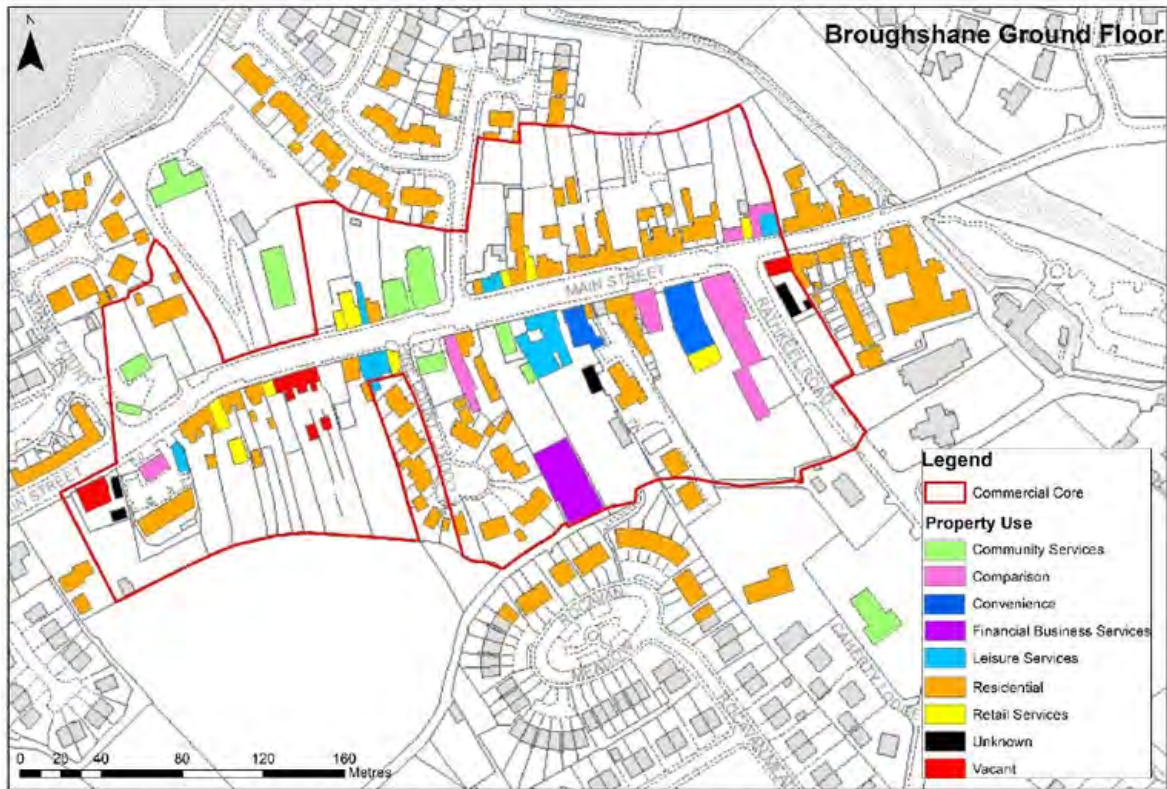 N
Broughshane Ground Floor
MAIN STREET
RAYMOND
Legend
Commercial Core
Property Use
Community Services
Comparison
Convenience
Financial Business Services
Leisure Services
Residential
Retail Services
Unknown
Vacant
0 20 40 80 120 160
Metres